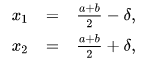 x₁ = (a+b)/2 − δ,
x₂ = (a+b)/2 + δ,